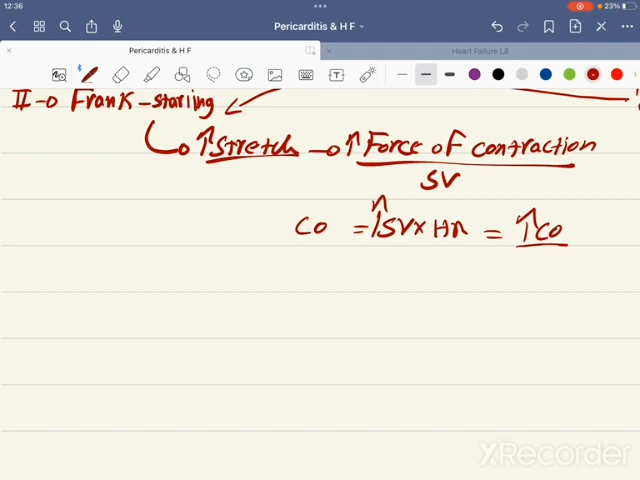 12:36
23%
Pericarditis & H F
Pericarditis & H F
Heart Failure L8
II-o Frank-starling
↑Stretch —o ↑Force of contraction
SV
CO = ↑SV x HR = ↑CO
XRecorder